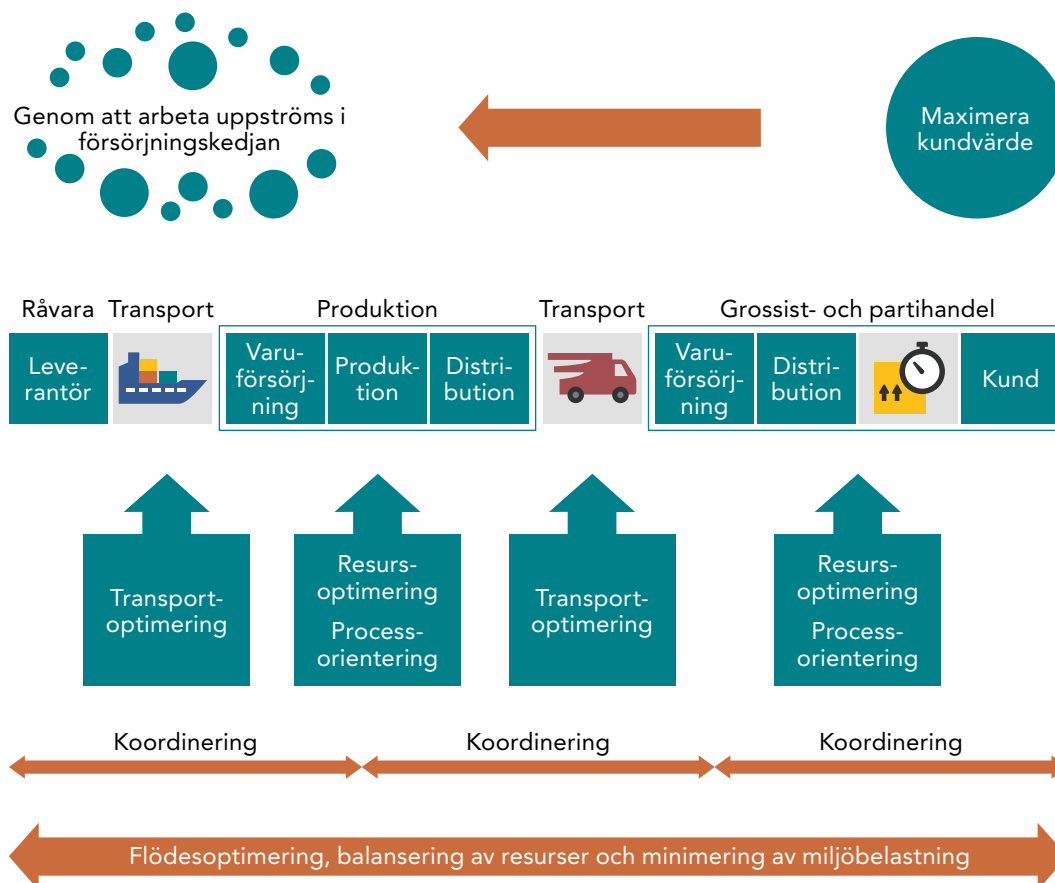 Genom att arbeta uppströms i
försörjningskedjan
Maximera
kundvärde
Råvara
Transport
Produktion
Transport
Grossist- och partihandel
Leve-
rantör
Varu-
försörj-
ning
Produk-
tion
Distri-
bution
Varu-
försörj-
ning
Distri-
bution
Kund
Transport-
optimering
Resurs-
optimering
Process-
orientering
Transport-
optimering
Resurs-
optimering
Process-
orientering
Koordinering
Koordinering
Koordinering
Flödesoptimering, balansering av resurser och minimering av miljöbelastning